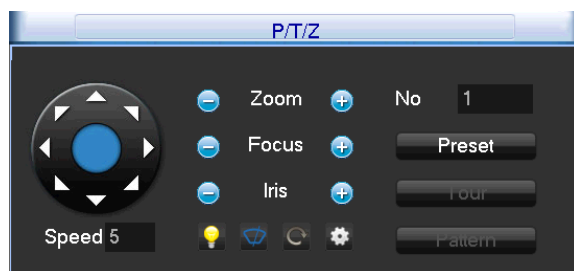 P/T/Z
Zoom
No 1
Focus
Preset
Iris
Tour
Speed 5
Pattern